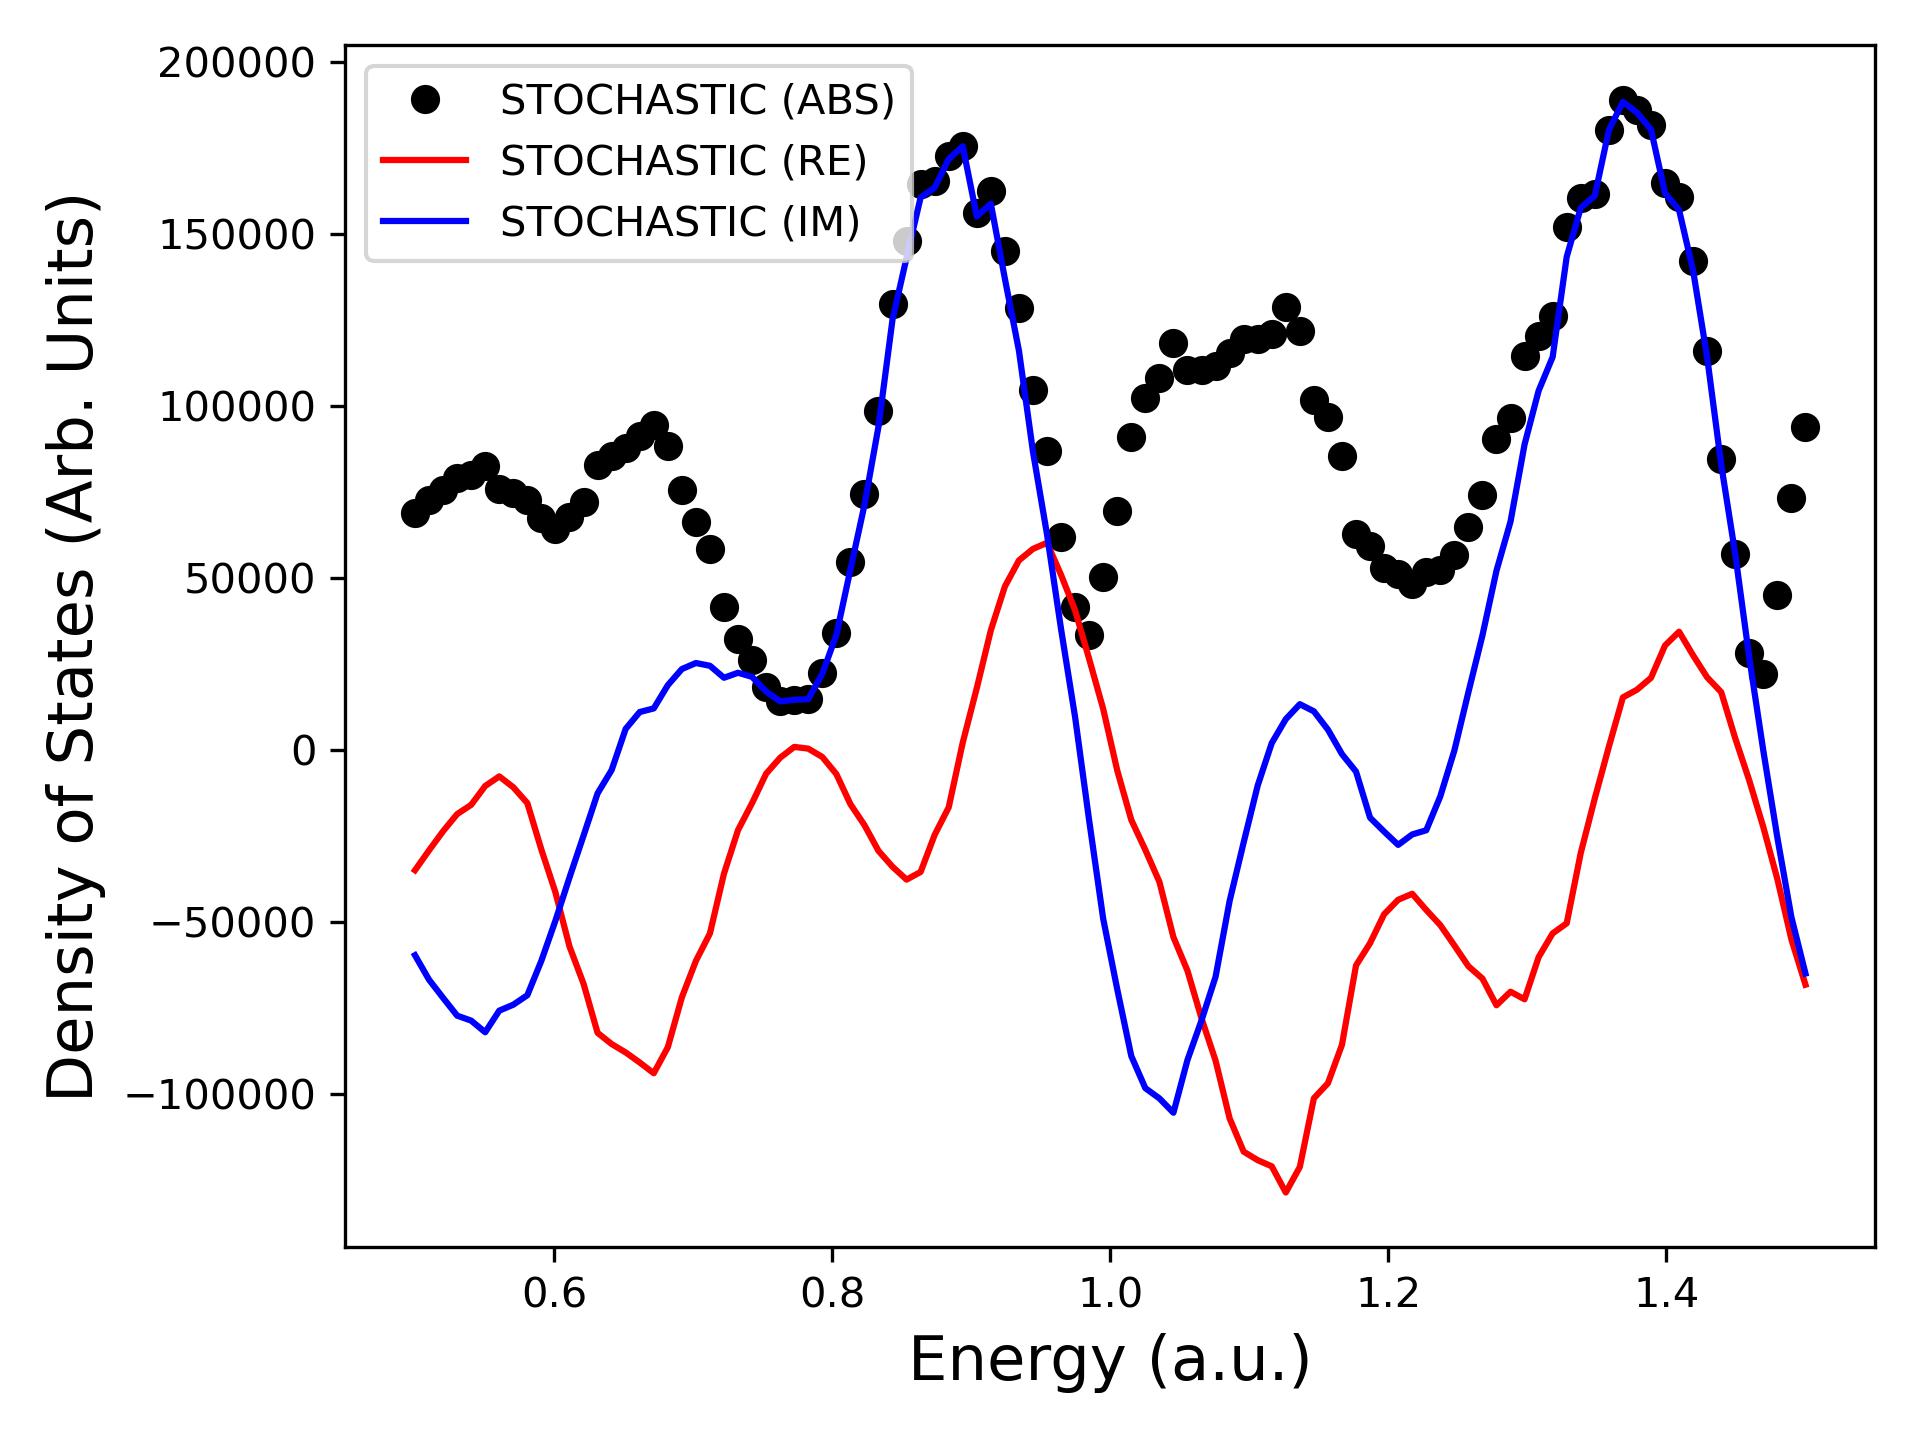 200000
150000
100000
50000
0
−50000
−100000
Density of States (Arb. Units)
STOCHASTIC (ABS)
STOCHASTIC (RE)
STOCHASTIC (IM)
0.6 0.8 1.0 1.2 1.4
Energy (a.u.)